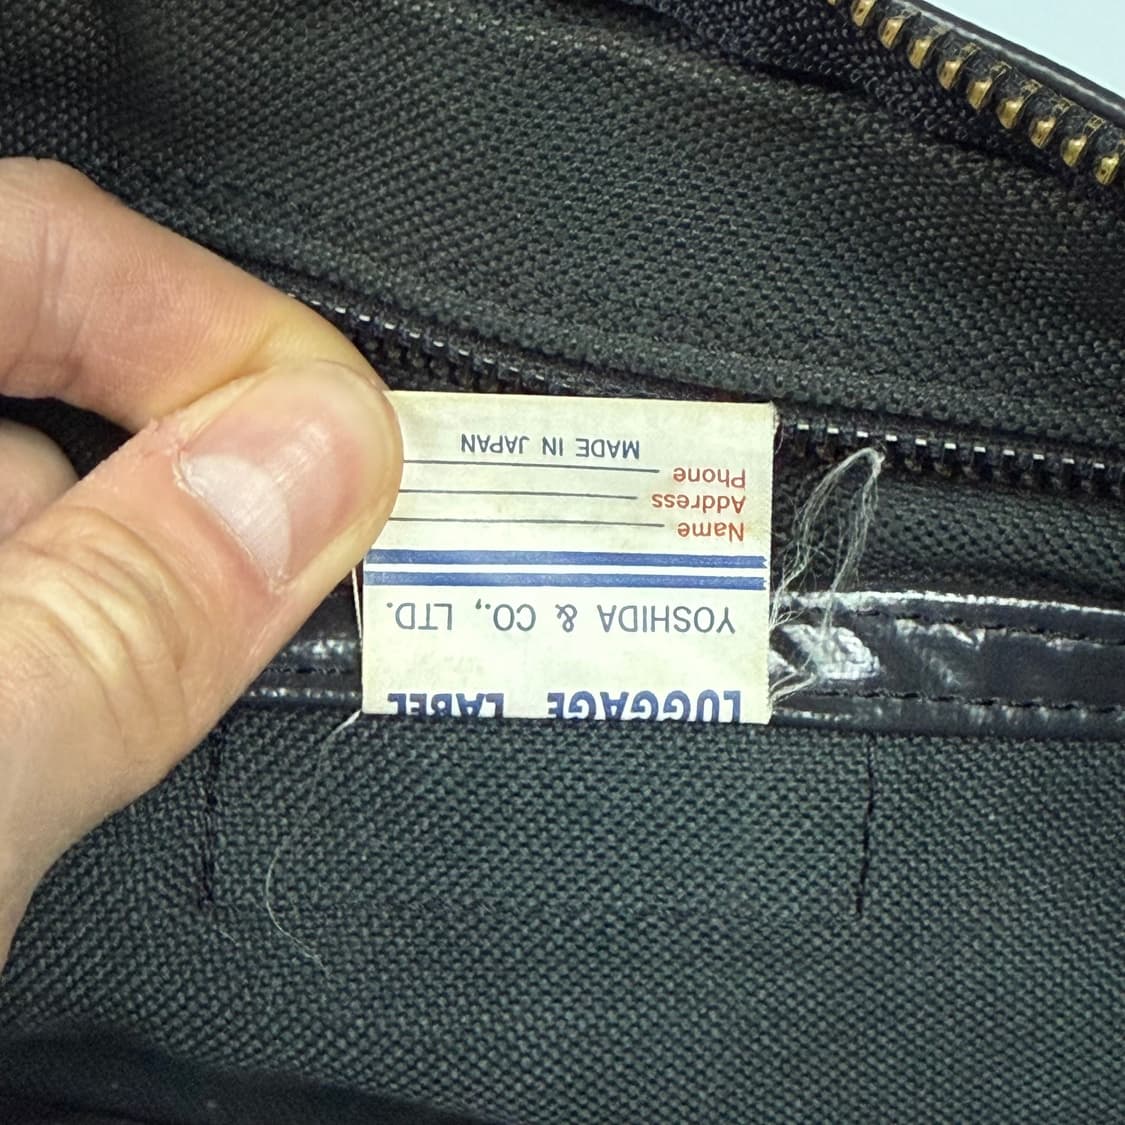 LUGGAGE LABEL
YOSHIDA & CO., LTD.
Name
Address
Phone
MADE IN JAPAN